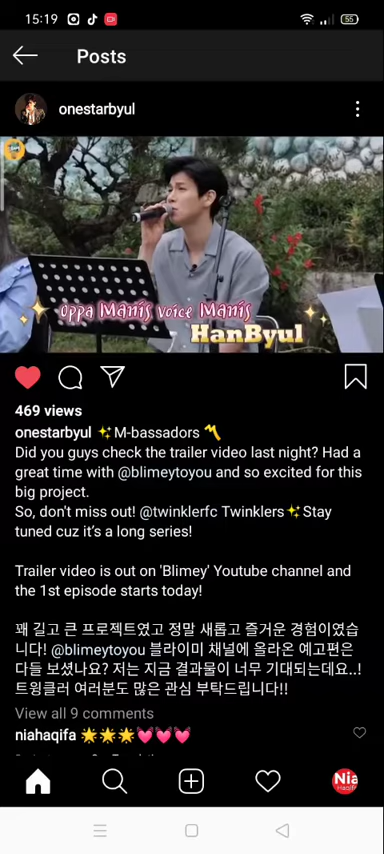 15:19
55
Posts
onestarbyul
oppa Manis voice Manis
HanByul
469 views
onestarbyul ✨M-bassadors 〽️
Did you guys check the trailer video last night? Had a
great time with @blimeytoyou and so excited for this
big project.
So, don't miss out! @twinklerfc Twinklers✨Stay
tuned cuz it's a long series!
Trailer video is out on 'Blimey' Youtube channel and
the 1st episode starts today!
꽤 길고 큰 프로젝트였고 정말 새롭고 즐거운 경험이였습
니다! @blimeytoyou 블라이미 채널에 올라온 예고편은
다들 보셨나요? 저는 지금 결과물이 너무 기대되는데요..!
트윙클러 여러분도 많은 관심 부탁드립니다!!
View all 9 comments
niahaqifa 🌟🌟🌟💓💓💓
Nia
Haqifa